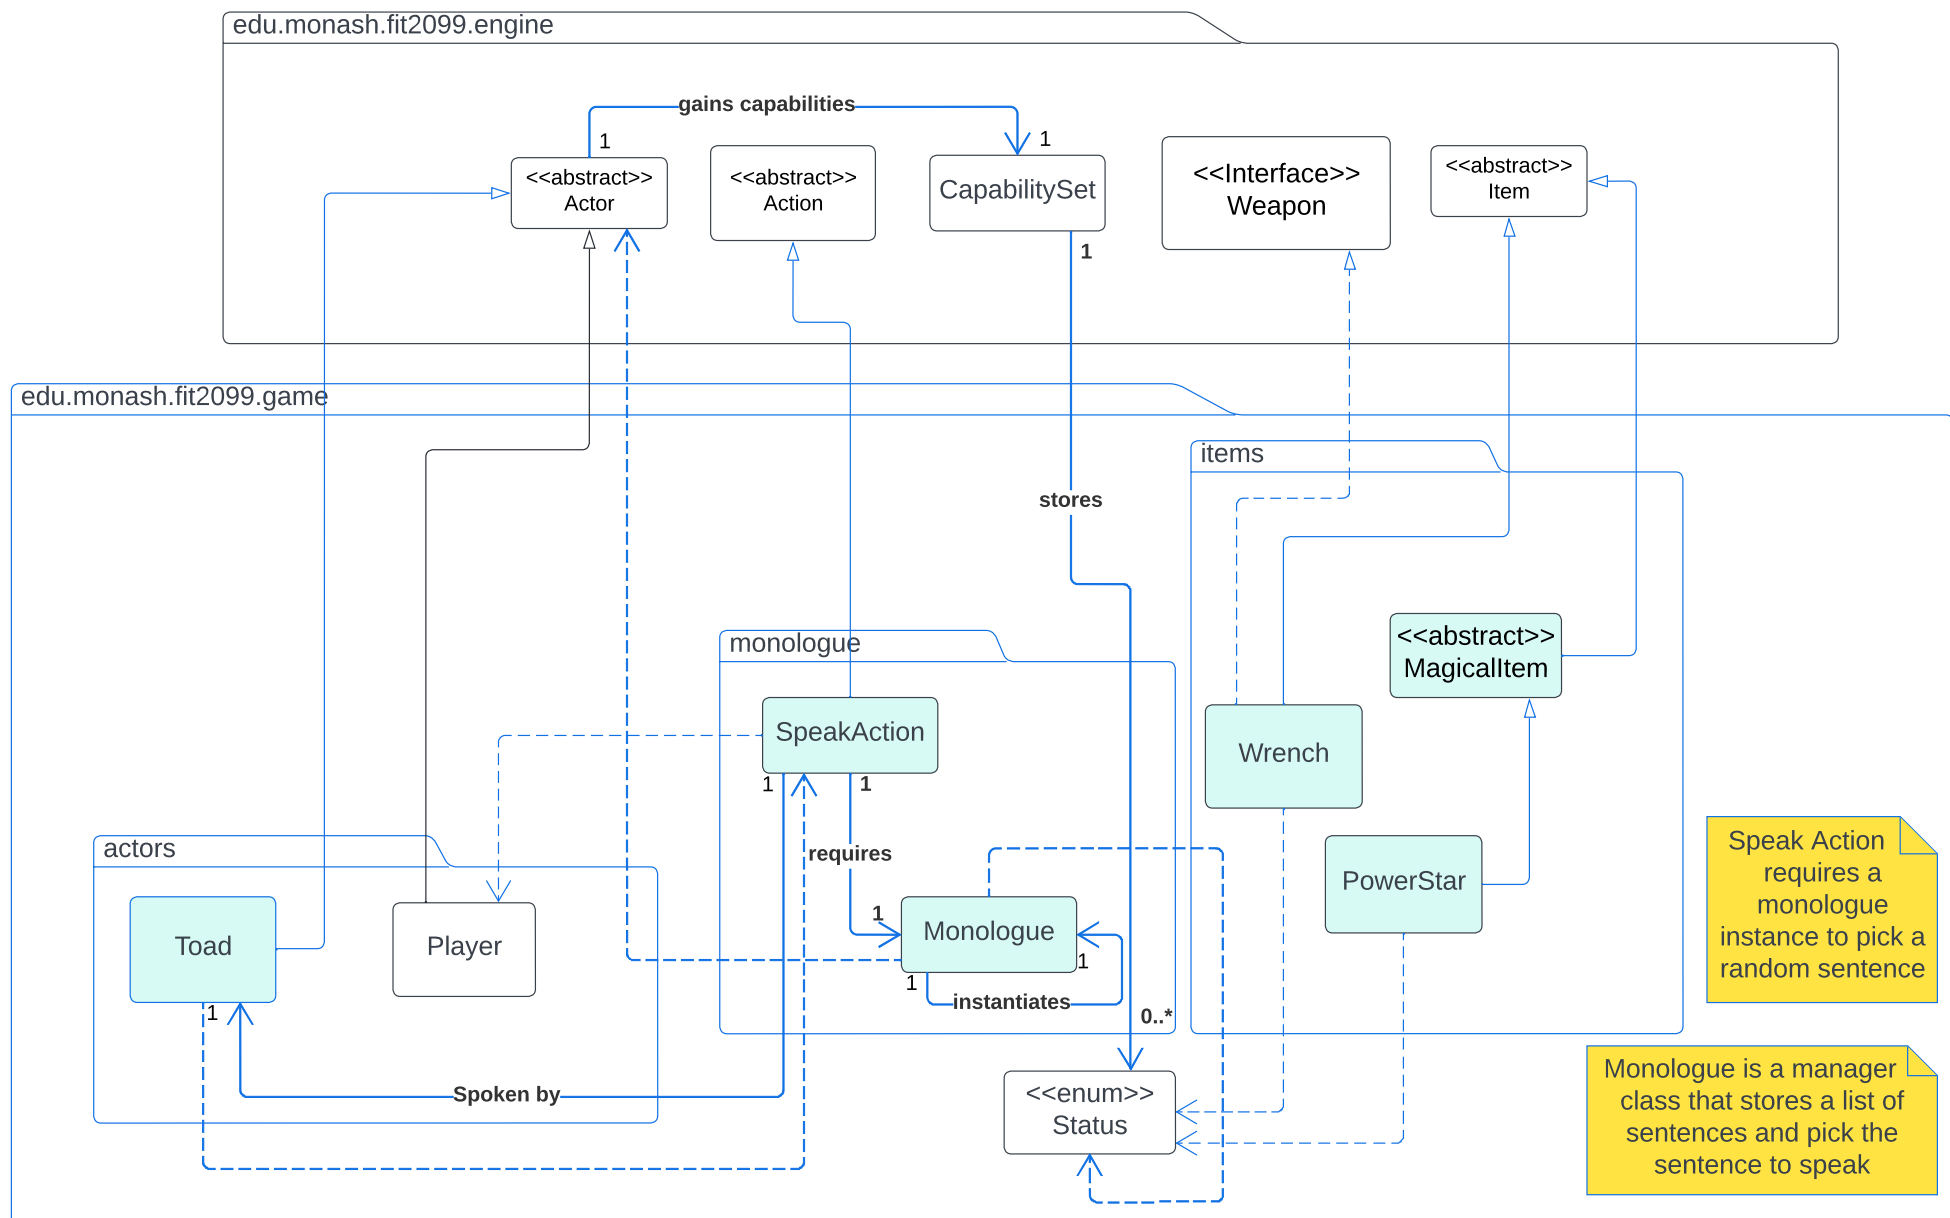 edu.monash.fit2099.engine
gains capabilities
1
1
<<abstract>>
Actor
<<abstract>>
Action
CapabilitySet
<<Interface>>
Weapon
<<abstract>>
Item
1
edu.monash.fit2099.game
items
stores
monologue
<<abstract>>
MagicalItem
SpeakAction
Wrench
1
1
requires
actors
Toad
Player
1
Monologue
1
1
instantiates
PowerStar
1
0..*
Spoken by
<<enum>>
Status
Speak Action
requires a
monologue
instance to pick a
random sentence
Monologue is a manager
class that stores a list of
sentences and pick the
sentence to speak